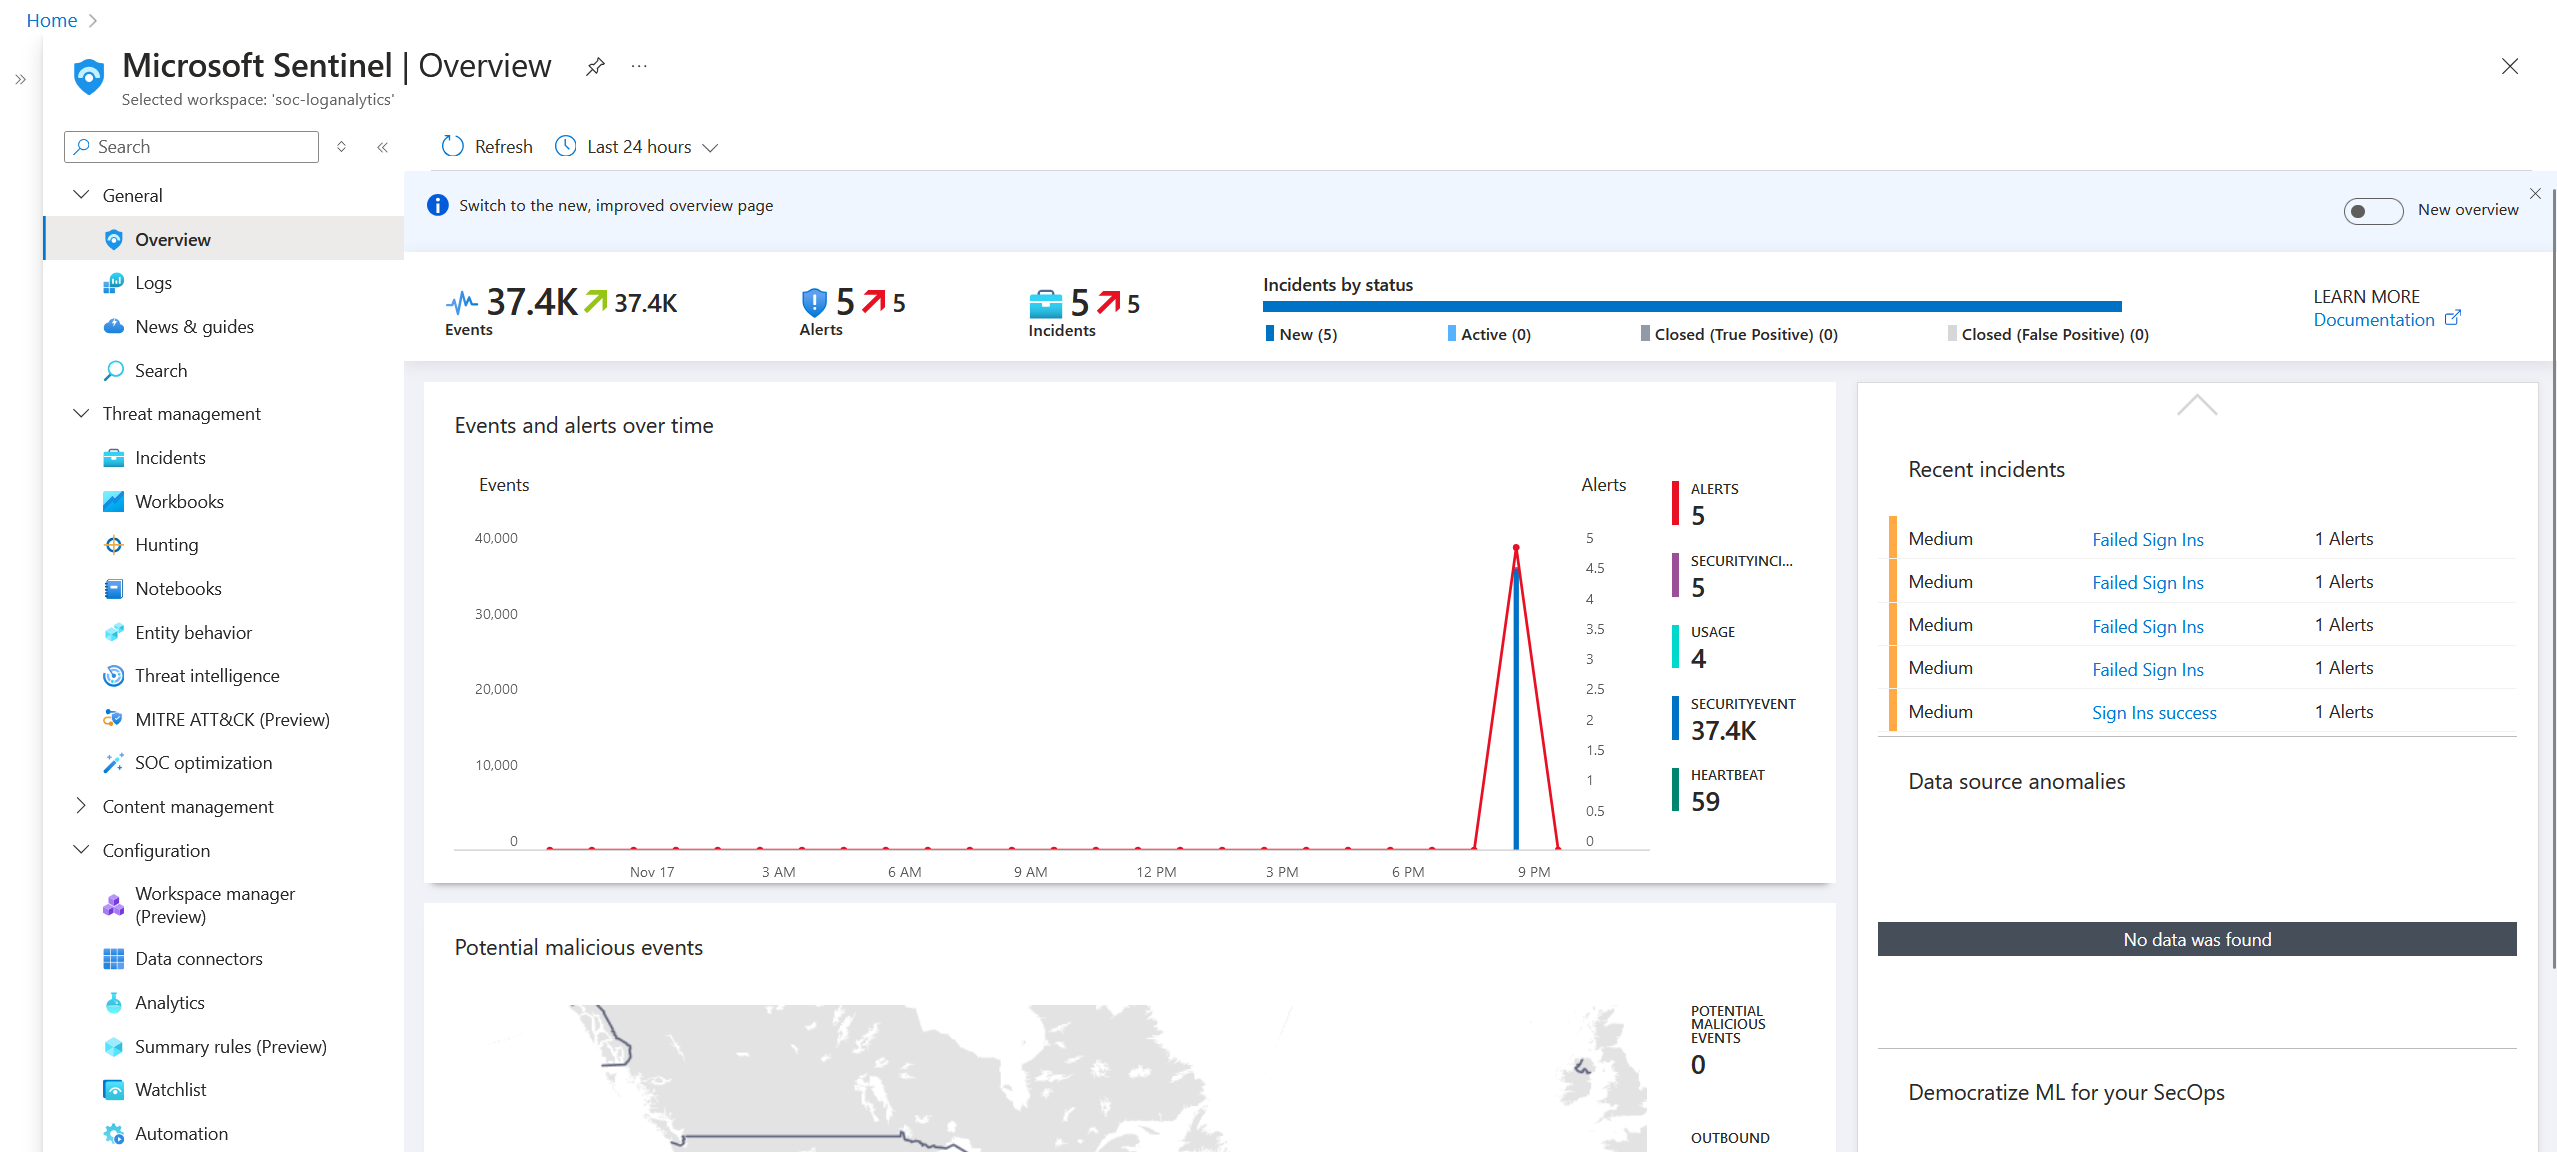 Home
Microsoft Sentinel | Overview
Selected workspace: 'soc-loganalytics'
Search
Refresh
Last 24 hours
General
Overview
Logs
News & guides
Search
Threat management
Incidents
Workbooks
Hunting
Notebooks
Entity behavior
Threat intelligence
MITRE ATT&CK (Preview)
SOC optimization
Content management
Configuration
Workspace manager
(Preview)
Data connectors
Analytics
Summary rules (Preview)
Watchlist
Automation
Switch to the new, improved overview page
New overview
37.4K 37.4K
Events
5 5
Alerts
5 5
Incidents
Incidents by status
New (5)
Active (0)
Closed (True Positive) (0)
Closed (False Positive) (0)
LEARN MORE
Documentation
Events and alerts over time
Events
Alerts
40,000
30,000
20,000
10,000
0
5
4.5
4
3.5
3
2.5
2
1.5
1
0.5
0
Nov 17
3 AM
6 AM
9 AM
12 PM
3 PM
6 PM
9 PM
ALERTS
5
SECURITYINCI...
5
USAGE
4
SECURITYEVENT
37.4K
HEARTBEAT
59
Potential malicious events
POTENTIAL
MALICIOUS
EVENTS
0
OUTBOUND
Recent incidents
Medium Failed Sign Ins 1 Alerts
Medium Failed Sign Ins 1 Alerts
Medium Failed Sign Ins 1 Alerts
Medium Failed Sign Ins 1 Alerts
Medium Sign Ins success 1 Alerts
Data source anomalies
No data was found
Democratize ML for your SecOps